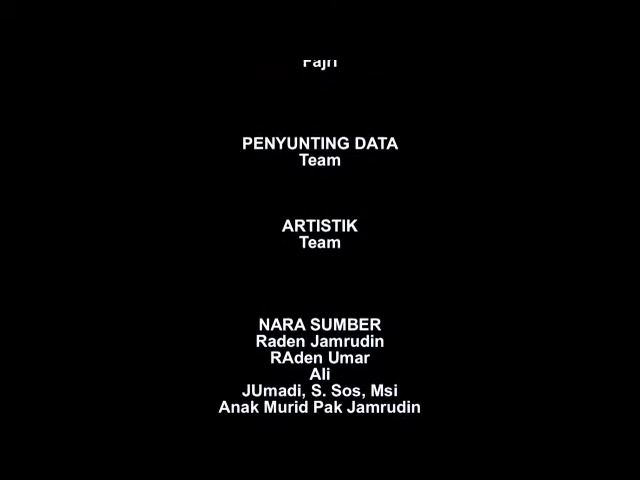 Fajri
PENYUNTING DATA
Team
ARTISTIK
Team
NARA SUMBER
Raden Jamrudin
RAden Umar
Ali
JUmadi, S. Sos, Msi
Anak Murid Pak Jamrudin